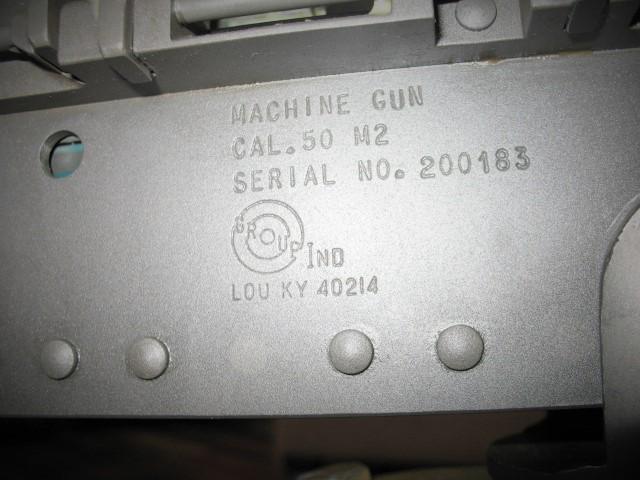 MACHINE GUN
CAL.50 M2
SERIAL NO. 200183
GROUP IND
LOU KY 40214